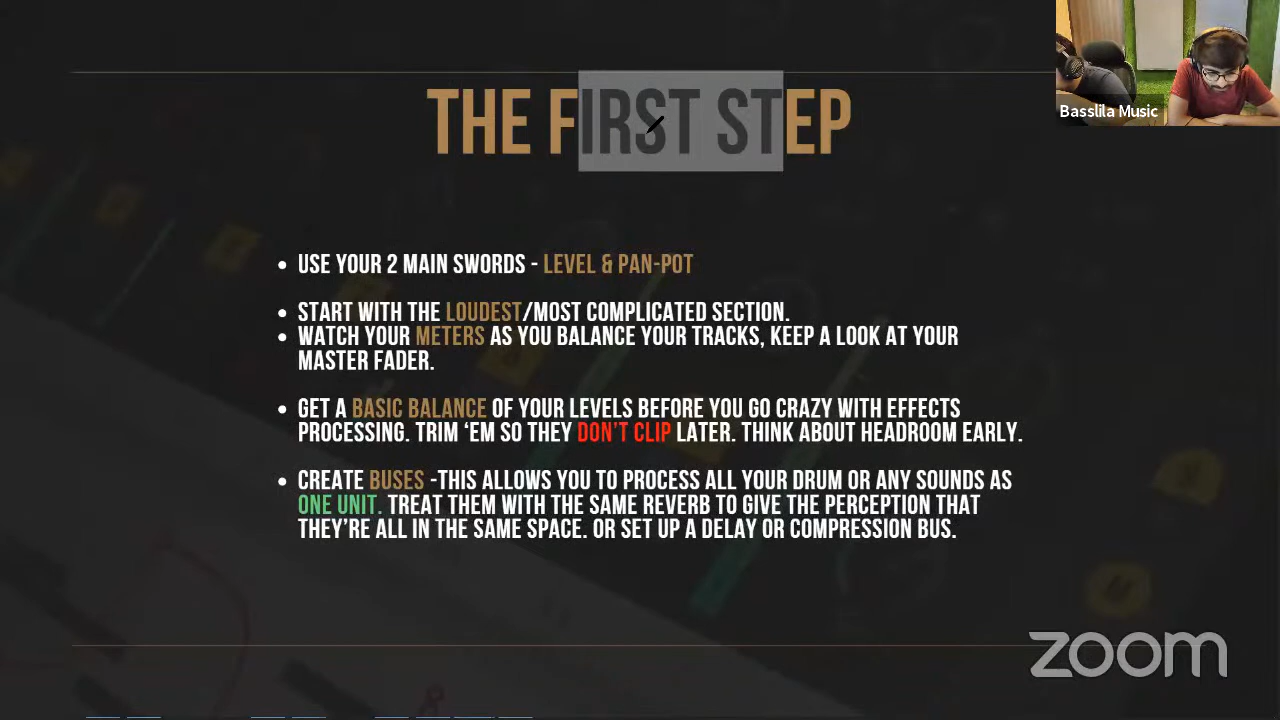 THE FIRST STEP
Basslila Music
• USE YOUR 2 MAIN SWORDS - LEVEL & PAN-POT
• START WITH THE LOUDEST/MOST COMPLICATED SECTION.
• WATCH YOUR METERS AS YOU BALANCE YOUR TRACKS, KEEP A LOOK AT YOUR
MASTER FADER.
• GET A BASIC BALANCE OF YOUR LEVELS BEFORE YOU GO CRAZY WITH EFFECTS
PROCESSING. TRIM ‘EM SO THEY DON’T CLIP LATER. THINK ABOUT HEADROOM EARLY.
• CREATE BUSES -THIS ALLOWS YOU TO PROCESS ALL YOUR DRUM OR ANY SOUNDS AS
ONE UNIT. TREAT THEM WITH THE SAME REVERB TO GIVE THE PERCEPTION THAT
THEY’RE ALL IN THE SAME SPACE. OR SET UP A DELAY OR COMPRESSION BUS.
zoom